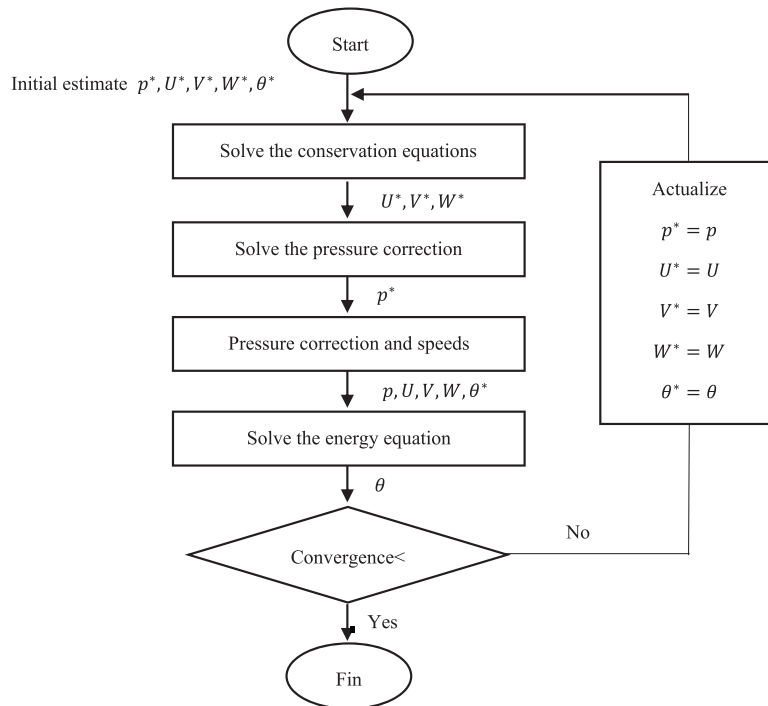 Start
Initial estimate p*, U*, V*, W*, θ*
Solve the conservation equations
U*, V*, W*
Solve the pressure correction
p*
Pressure correction and speeds
p, U, V, W, θ*
Solve the energy equation
θ
Convergence<
No
Yes
Fin
Actualize
p* = p
U* = U
V* = V
W* = W
θ* = θ